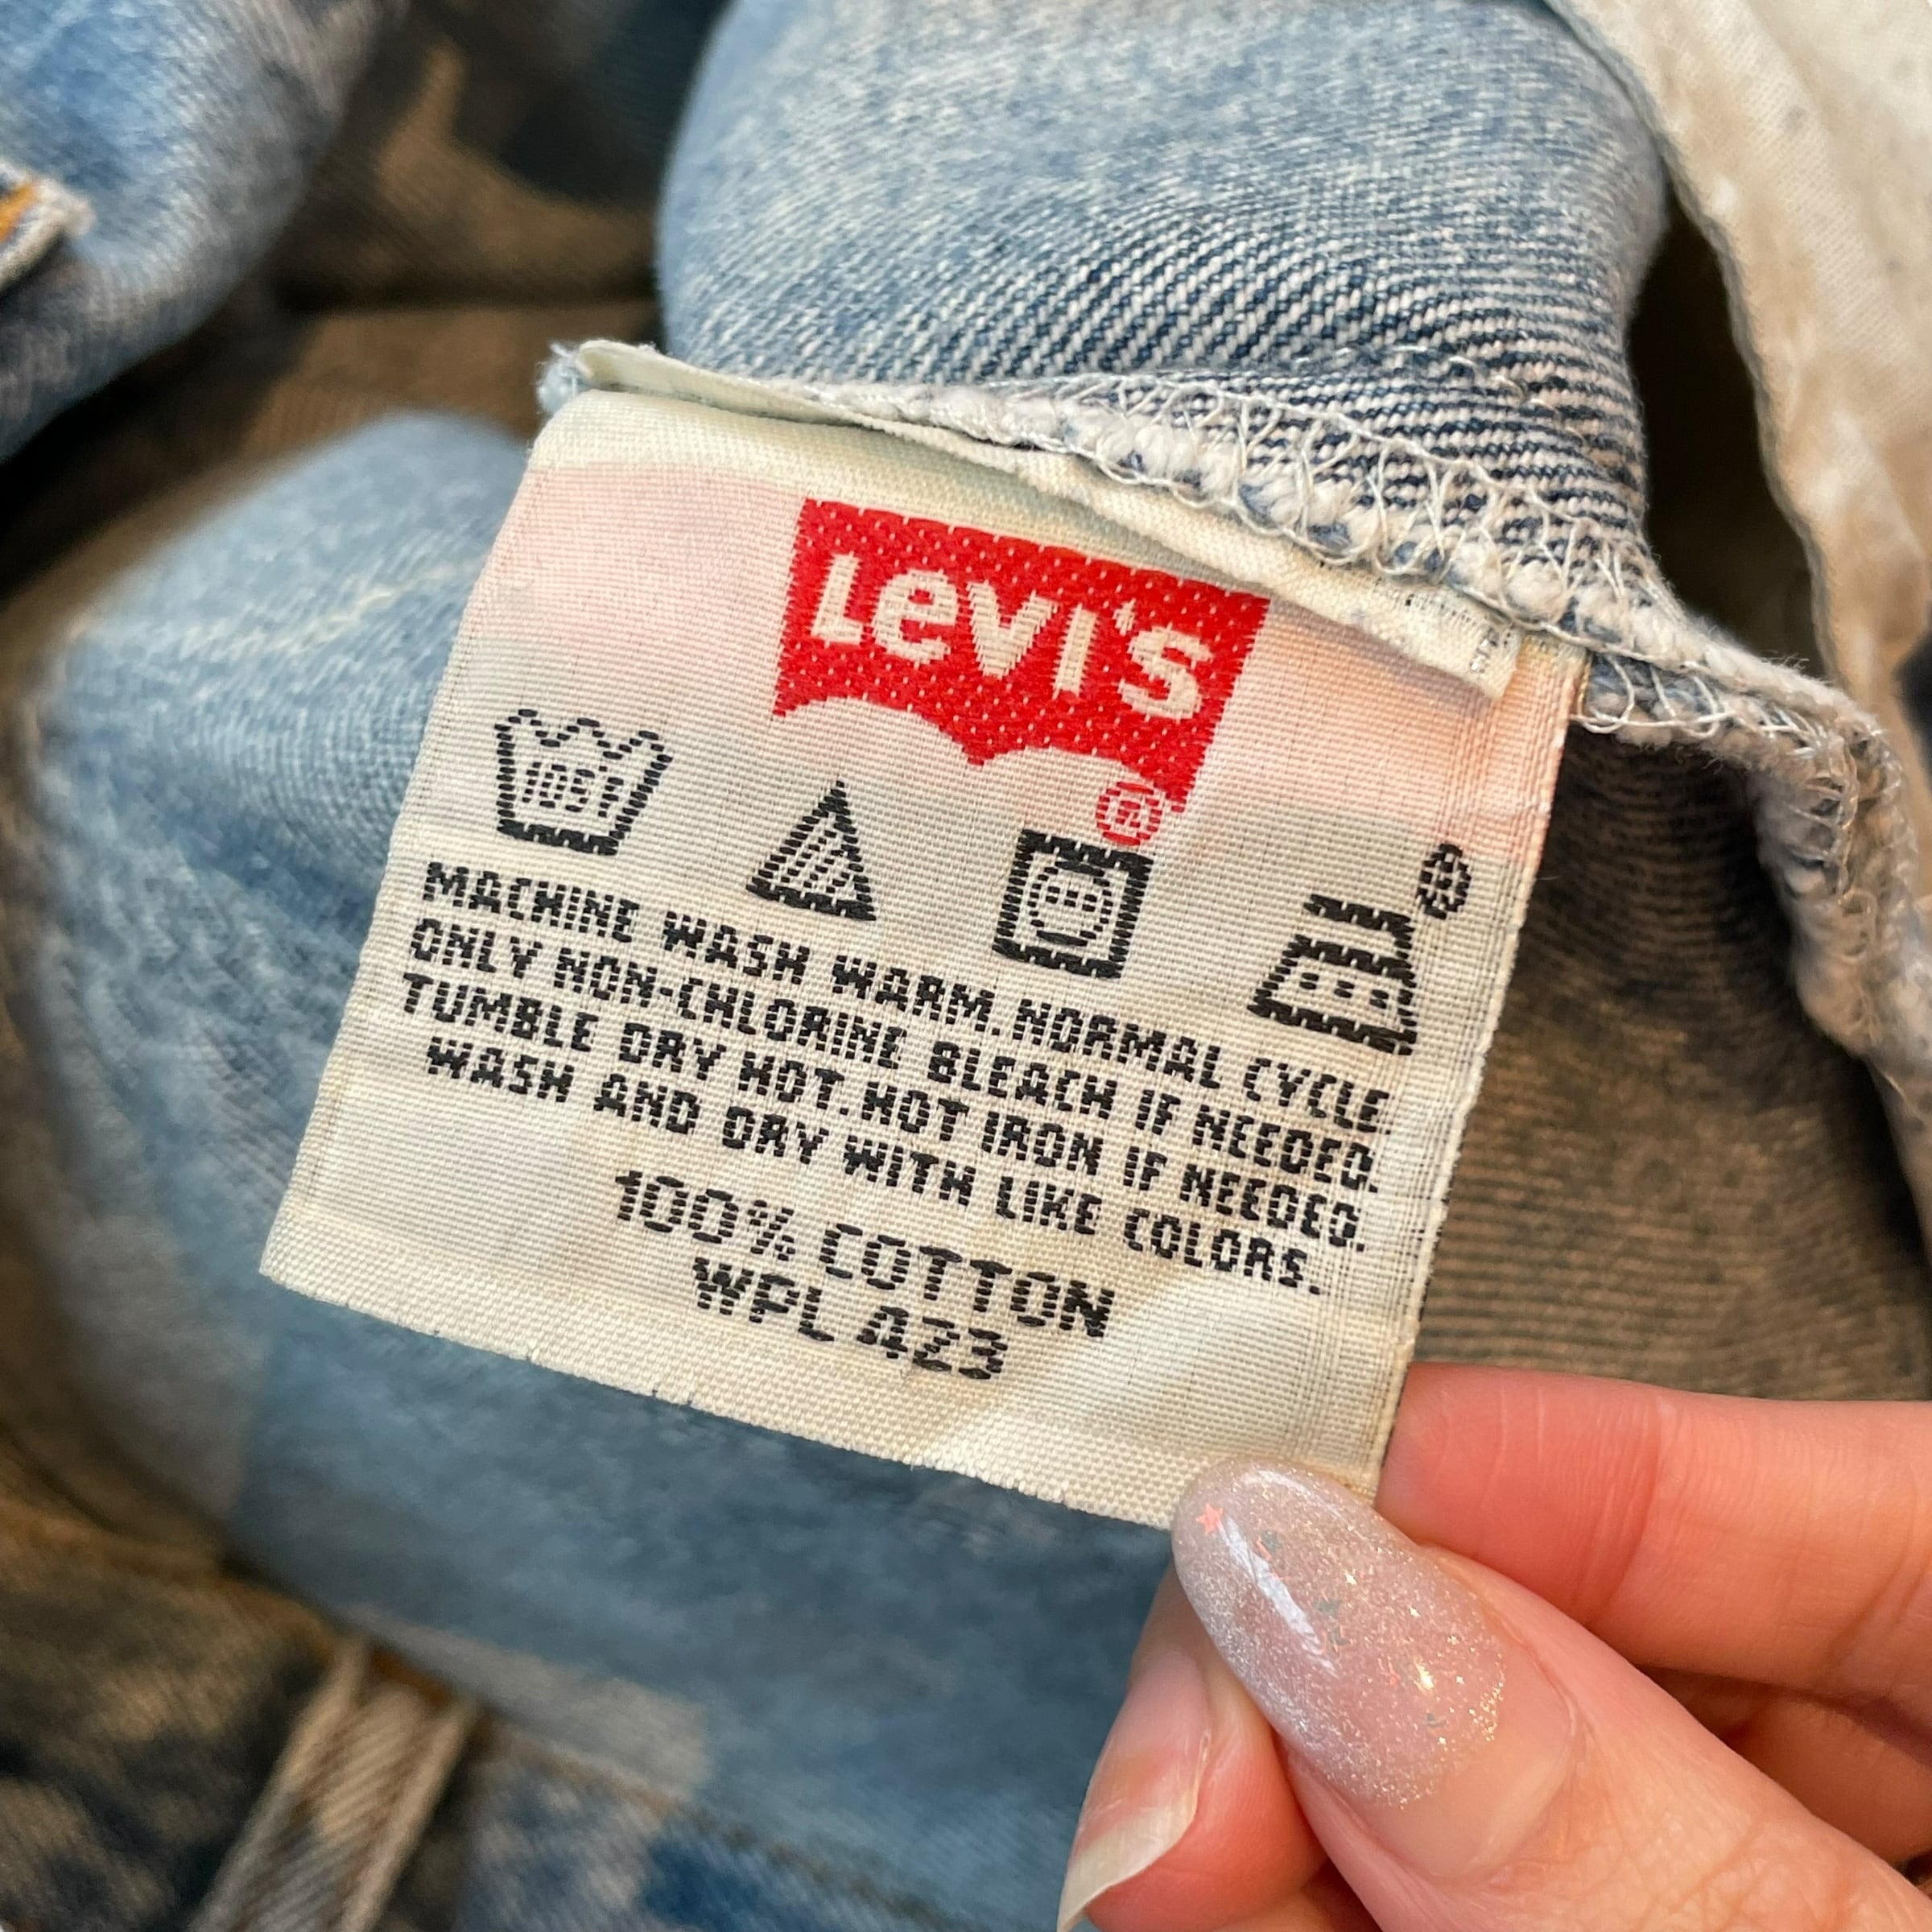 LEVI'S
®
105F
MACHINE WASH WARM. NORMAL CYCLE.
ONLY NON-CHLORINE BLEACH IF NEEDED.
TUMBLE DRY HOT. HOT IRON IF NEEDED.
WASH AND DRY WITH LIKE COLORS.
100% COTTON
WPL 423